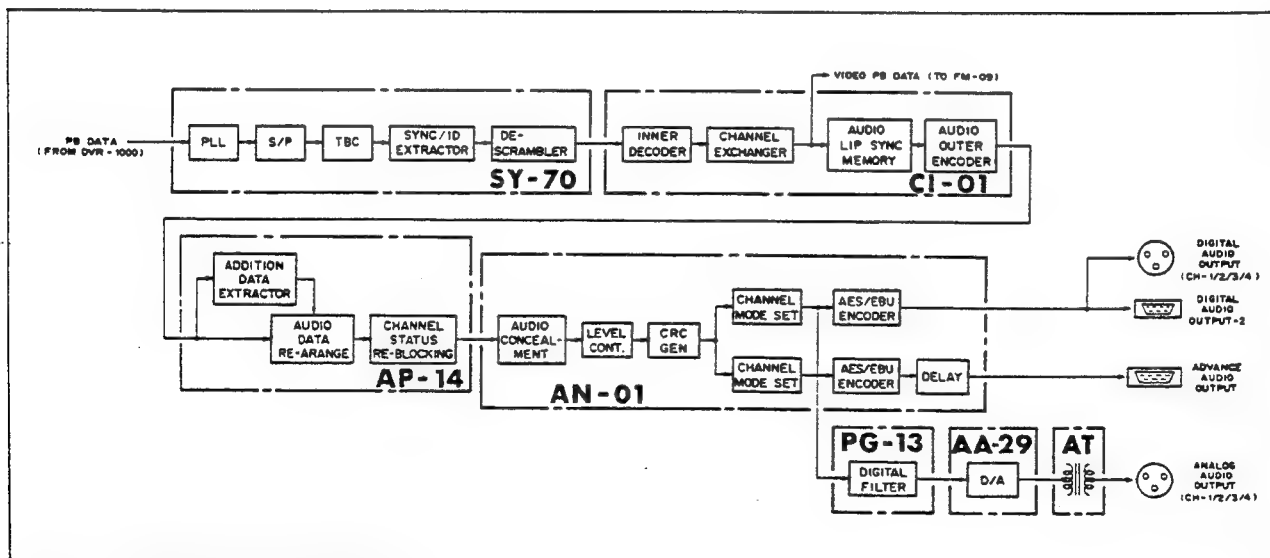 VIDEO PB DATA (TO FM-09)
PB DATA
(FROM DVR-1000)
PLL
S/P
TBC
SYNC/ID
EXTRACTOR
DE-
SCRAMBLER
SY-70
INNER
DECODER
CHANNEL
EXCHANGER
AUDIO
LIP SYNC
MEMORY
AUDIO
OUTER
ENCODER
CI-01
ADDITION
DATA
EXTRACTOR
AUDIO
DATA
RE-ARANGE
CHANNEL
STATUS
RE-BLOCKING
AP-14
AUDIO
CONCEAL-
MENT
LEVEL
CONT.
CRC
GEN
CHANNEL
MODE SET
AES/EBU
ENCODER
CHANNEL
MODE SET
AES/EBU
ENCODER
DELAY
AN-01
DIGITAL
AUDIO
OUTPUT
(CH-1/2/3/4)
DIGITAL
AUDIO
OUTPUT-2
ADVANCE
AUDIO
OUTPUT
PG-13
DIGITAL
FILTER
AA-29
D/A
AT
ANALOG
AUDIO
OUTPUT
(CH-1/2/3/4)